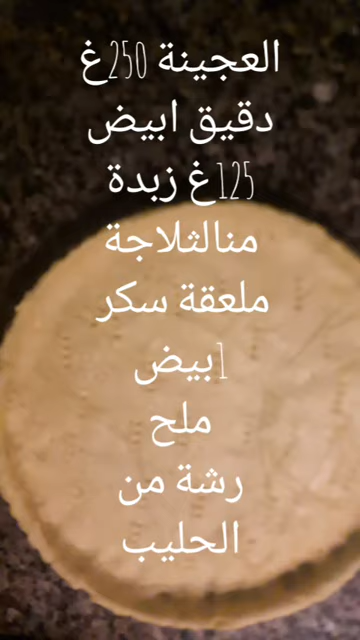 العجينة 250غ
دقيق ابيض
125غ زبدة
منالثلاجة
ملعقة سكر
1بيض
ملح
رشة من
الحليب